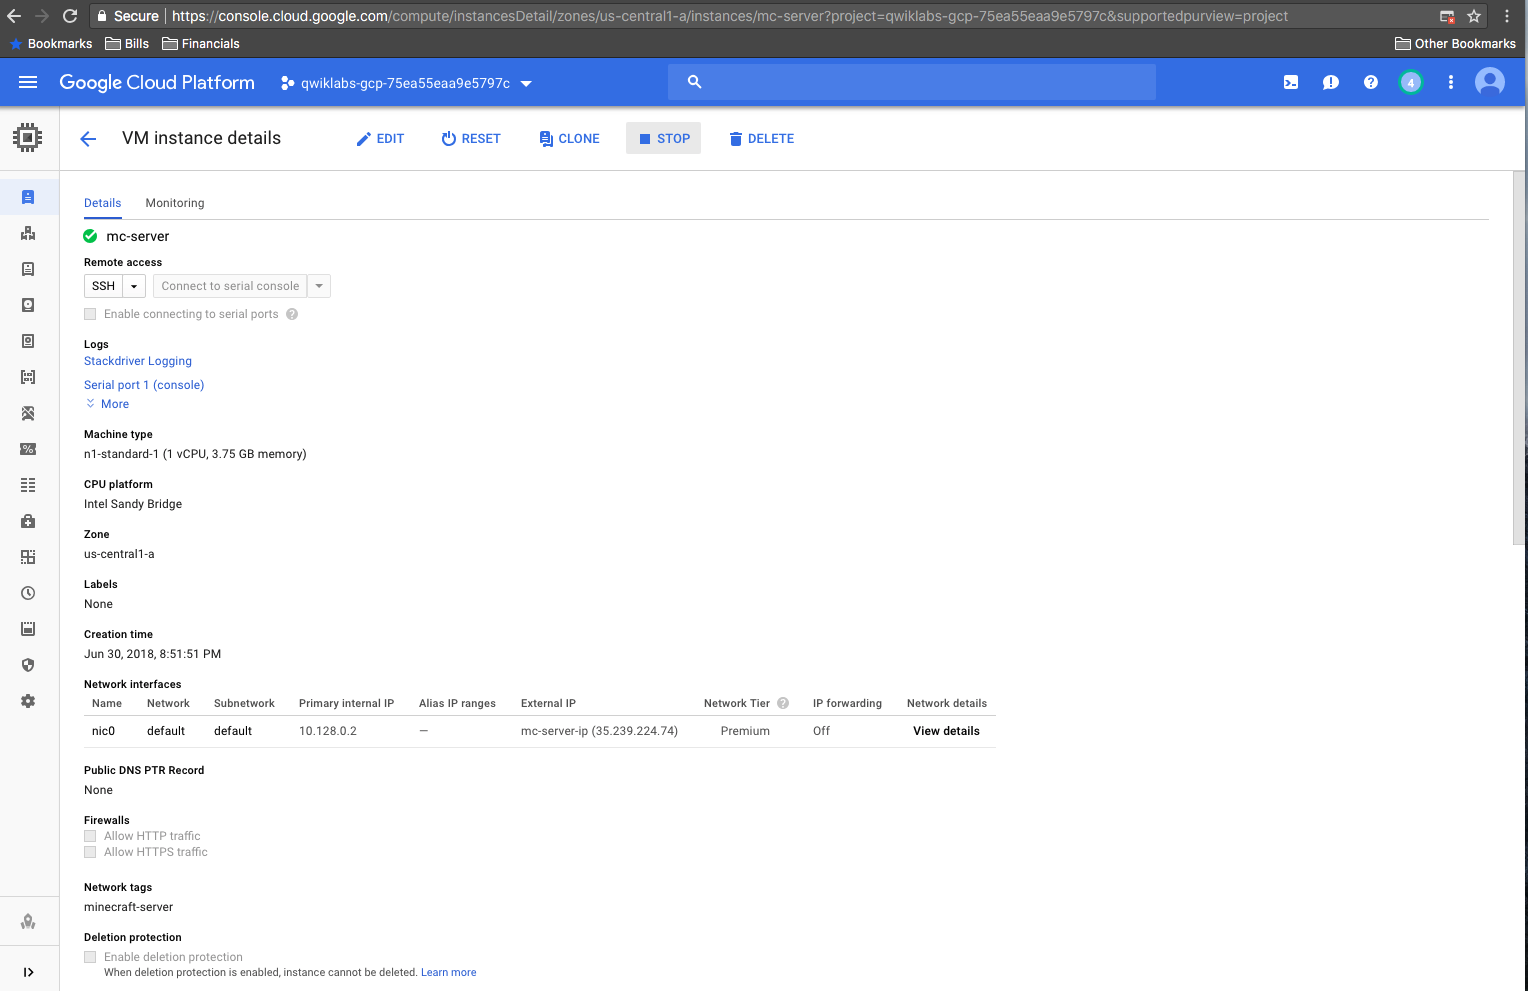 Secure https://console.cloud.google.com/compute/instancesDetail/zones/us-central1-a/instances/mc-server?project=qwiklabs-gcp-75ea55eaa9e5797c&supportedpurview=project
Bookmarks Bills Financials Other Bookmarks
Google Cloud Platform qwiklabs-gcp-75ea55eaa9e5797c 4
VM instance details EDIT RESET CLONE STOP DELETE
Details Monitoring
mc-server
Remote access
SSH Connect to serial console
Enable connecting to serial ports ?
Logs
Stackdriver Logging
Serial port 1 (console)
More
Machine type
n1-standard-1 (1 vCPU, 3.75 GB memory)
CPU platform
Intel Sandy Bridge
Zone
us-central1-a
Labels
None
Creation time
Jun 30, 2018, 8:51:51 PM
Network interfaces
Name Network Subnetwork Primary internal IP Alias IP ranges External IP Network Tier ? IP forwarding Network details
nic0 default default 10.128.0.2 — mc-server-ip (35.239.224.74) Premium Off View details
Public DNS PTR Record
None
Firewalls
Allow HTTP traffic
Allow HTTPS traffic
Network tags
minecraft-server
Deletion protection
Enable deletion protection
When deletion protection is enabled, instance cannot be deleted. Learn more